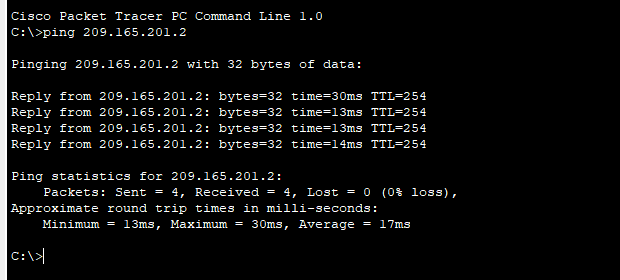 Cisco Packet Tracer PC Command Line 1.0
C:\>ping 209.165.201.2
Pinging 209.165.201.2 with 32 bytes of data:
Reply from 209.165.201.2: bytes=32 time=30ms TTL=254
Reply from 209.165.201.2: bytes=32 time=13ms TTL=254
Reply from 209.165.201.2: bytes=32 time=13ms TTL=254
Reply from 209.165.201.2: bytes=32 time=14ms TTL=254
Ping statistics for 209.165.201.2:
    Packets: Sent = 4, Received = 4, Lost = 0 (0% loss),
Approximate round trip times in milli-seconds:
    Minimum = 13ms, Maximum = 30ms, Average = 17ms
C:\>